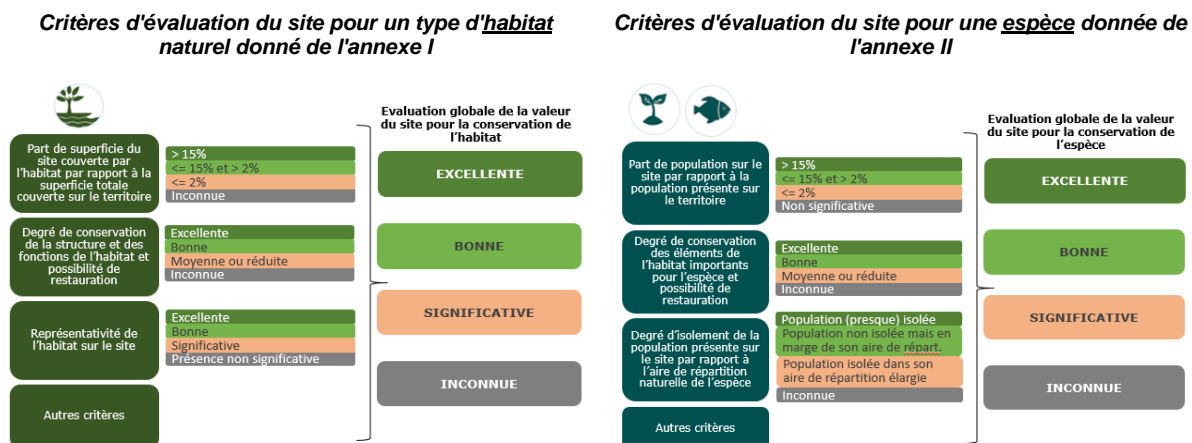 Critères d'évaluation du site pour un type d'habitat
naturel donné de l'annexe I
Part de superficie du
site couverte par
l'habitat par rapport à la
superficie totale
couverte sur le territoire
> 15%
<= 15% et > 2%
<= 2%
Inconnue
Degré de conservation
de la structure et des
fonctions de l'habitat et
possibilité de
restauration
Excellente
Bonne
Moyenne ou réduite
Inconnue
Représentativité de
l'habitat sur le site
Excellente
Bonne
Significative
Présence non significative
Autres critères
Evaluation globale de la valeur
du site pour la conservation de
l'habitat
EXCELLENTE
BONNE
SIGNIFICATIVE
INCONNUE
Critères d'évaluation du site pour une espèce donnée de
l'annexe II
Part de population sur le
site par rapport à la
population présente sur
le territoire
> 15%
<= 15% et > 2%
<= 2%
Non significative
Degré de conservation
des éléments de
l'habitat importants
pour l'espèce et
possibilité de
restauration
Excellente
Bonne
Moyenne ou réduite
Inconnue
Degré d'isolement de la
population présente sur
le site par rapport à
l'aire de répartition
naturelle de l'espèce
Population (presque) isolée
Population non isolée mais en
marge de son aire de répart.
Population isolée dans son
aire de répartition élargie
Inconnue
Autres critères
Evaluation globale de la valeur
du site pour la conservation de
l'espèce
EXCELLENTE
BONNE
SIGNIFICATIVE
INCONNUE